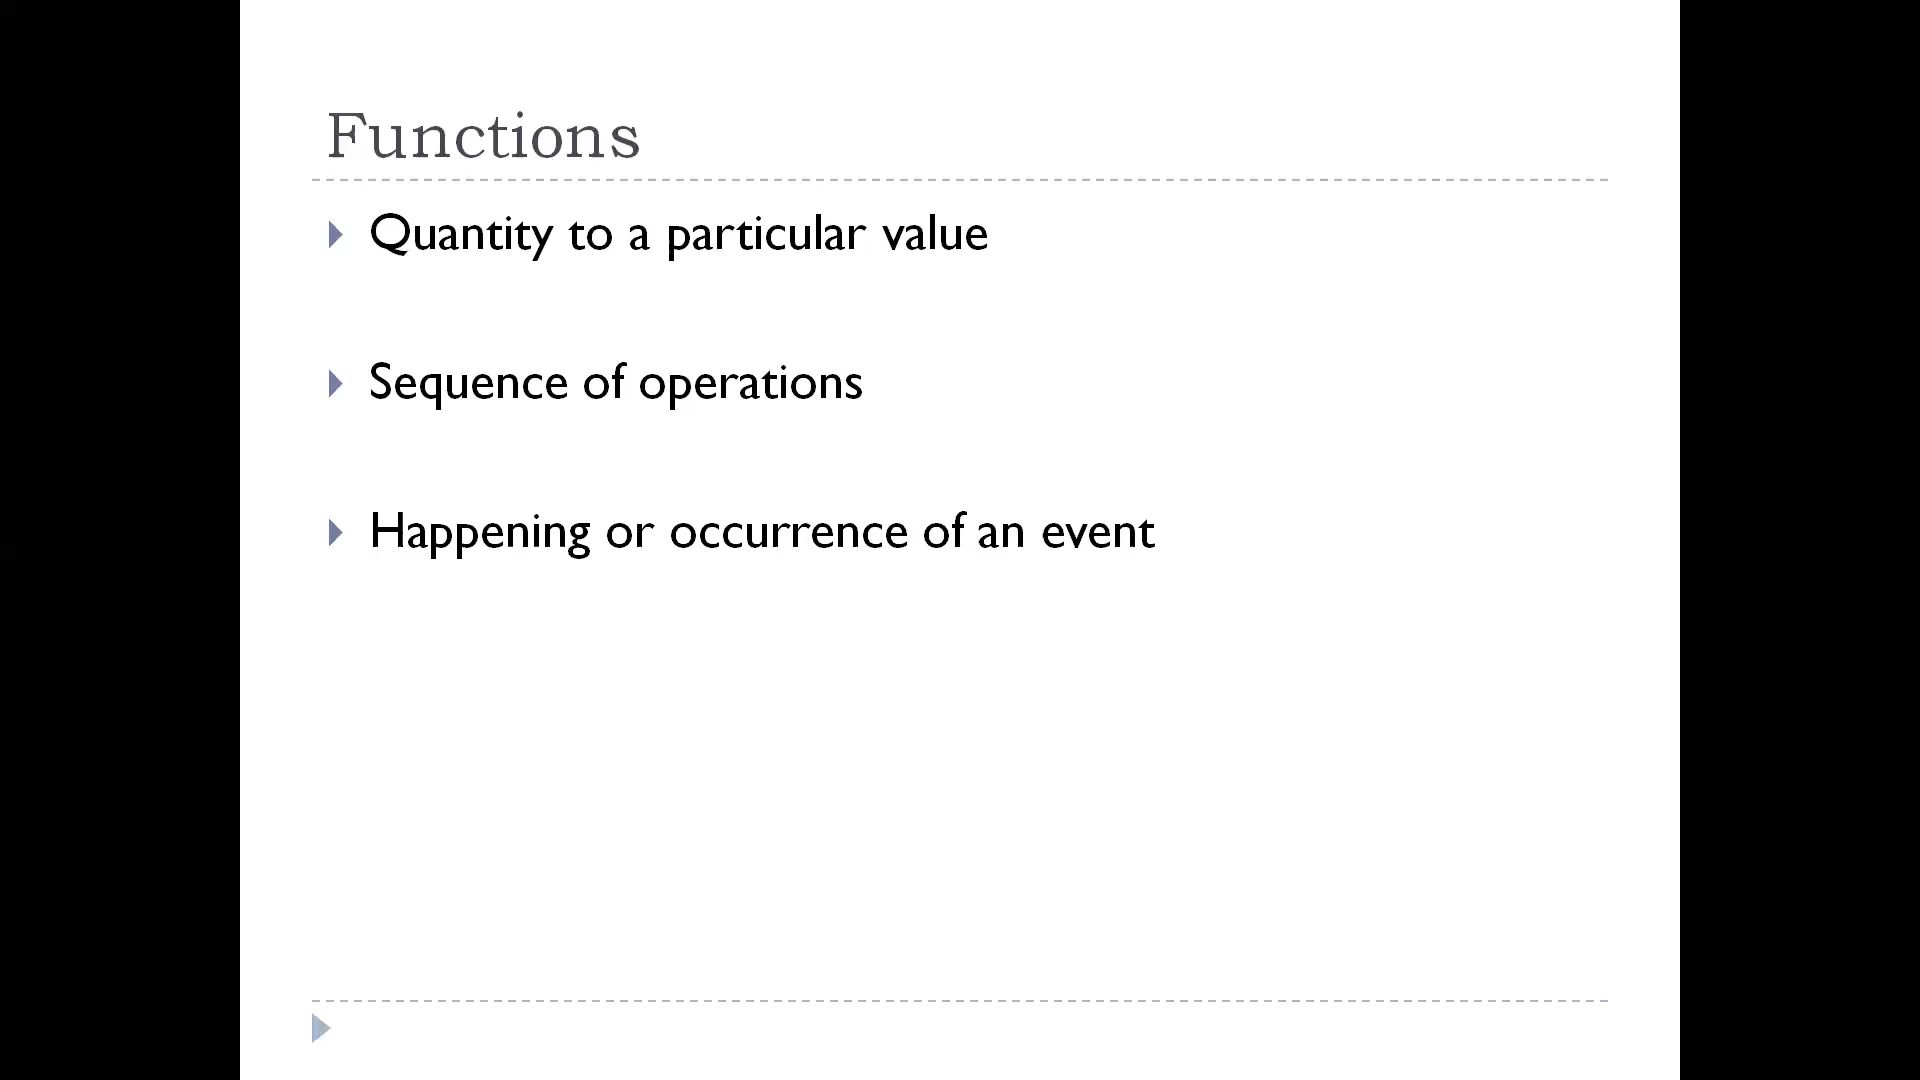 Functions
Quantity to a particular value
Sequence of operations
Happening or occurrence of an event